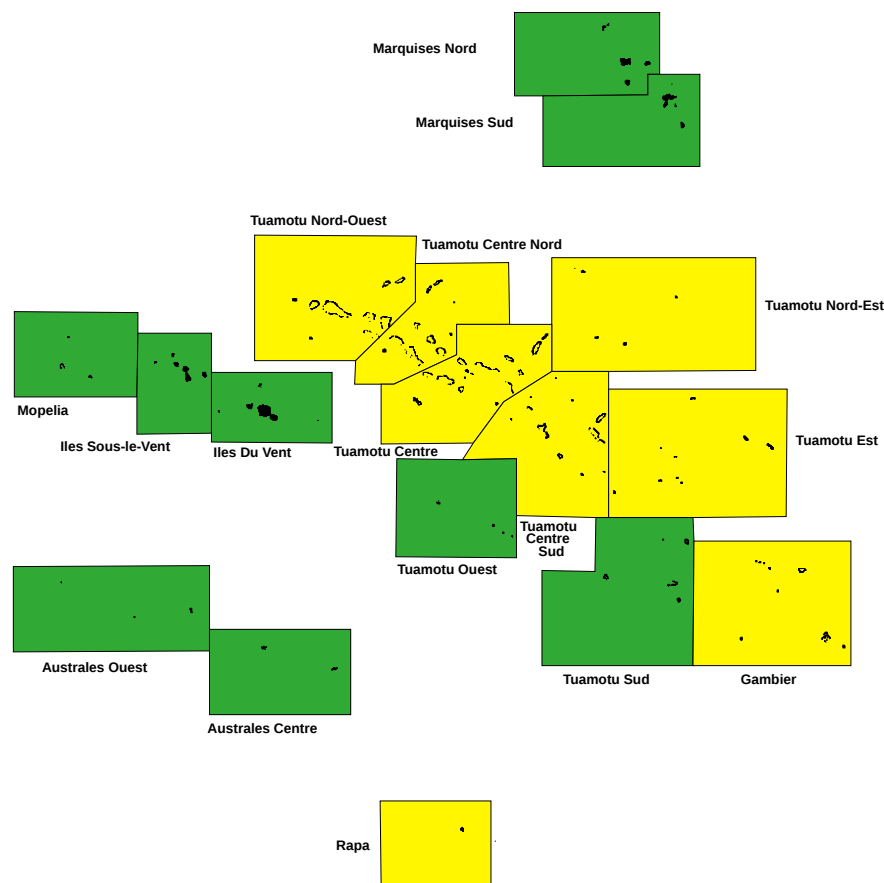 Marquises Nord
Marquises Sud
Tuamotu Nord-Ouest
Tuamotu Centre Nord
Tuamotu Nord-Est
Mopelia
Iles Sous-le-Vent
Iles Du Vent
Tuamotu Centre
Tuamotu Est
Tuamotu
Centre
Sud
Tuamotu Ouest
Australes Ouest
Tuamotu Sud
Gambier
Australes Centre
Rapa